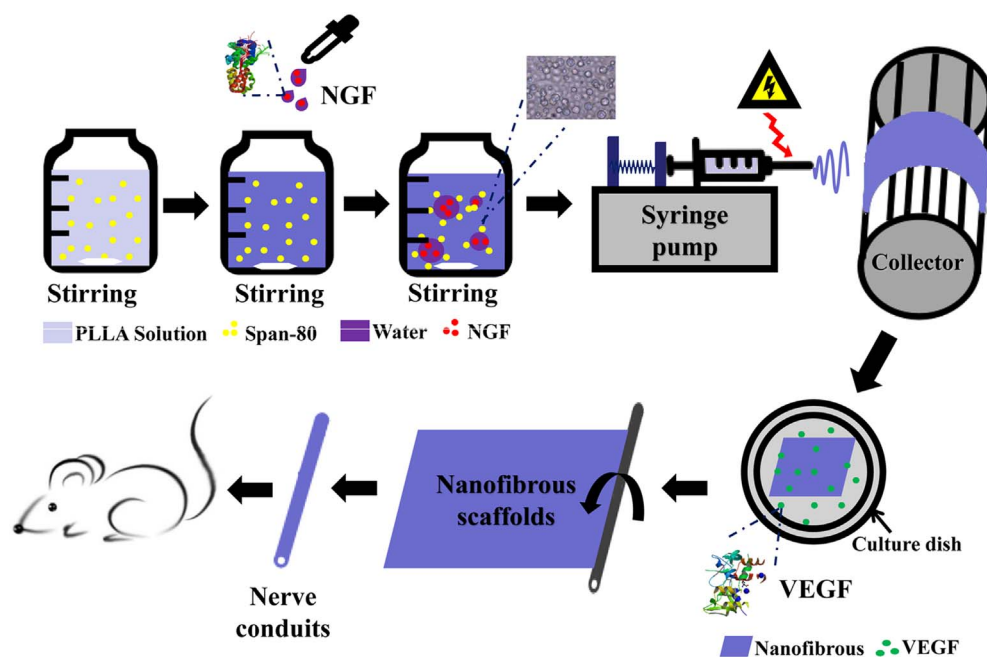 NGF
Syringe
pump
Collector
Stirring
Stirring
Stirring
PLLA Solution
Span-80
Water
NGF
Nanofibrous
scaffolds
Culture dish
Nerve
conduits
VEGF
Nanofibrous
VEGF